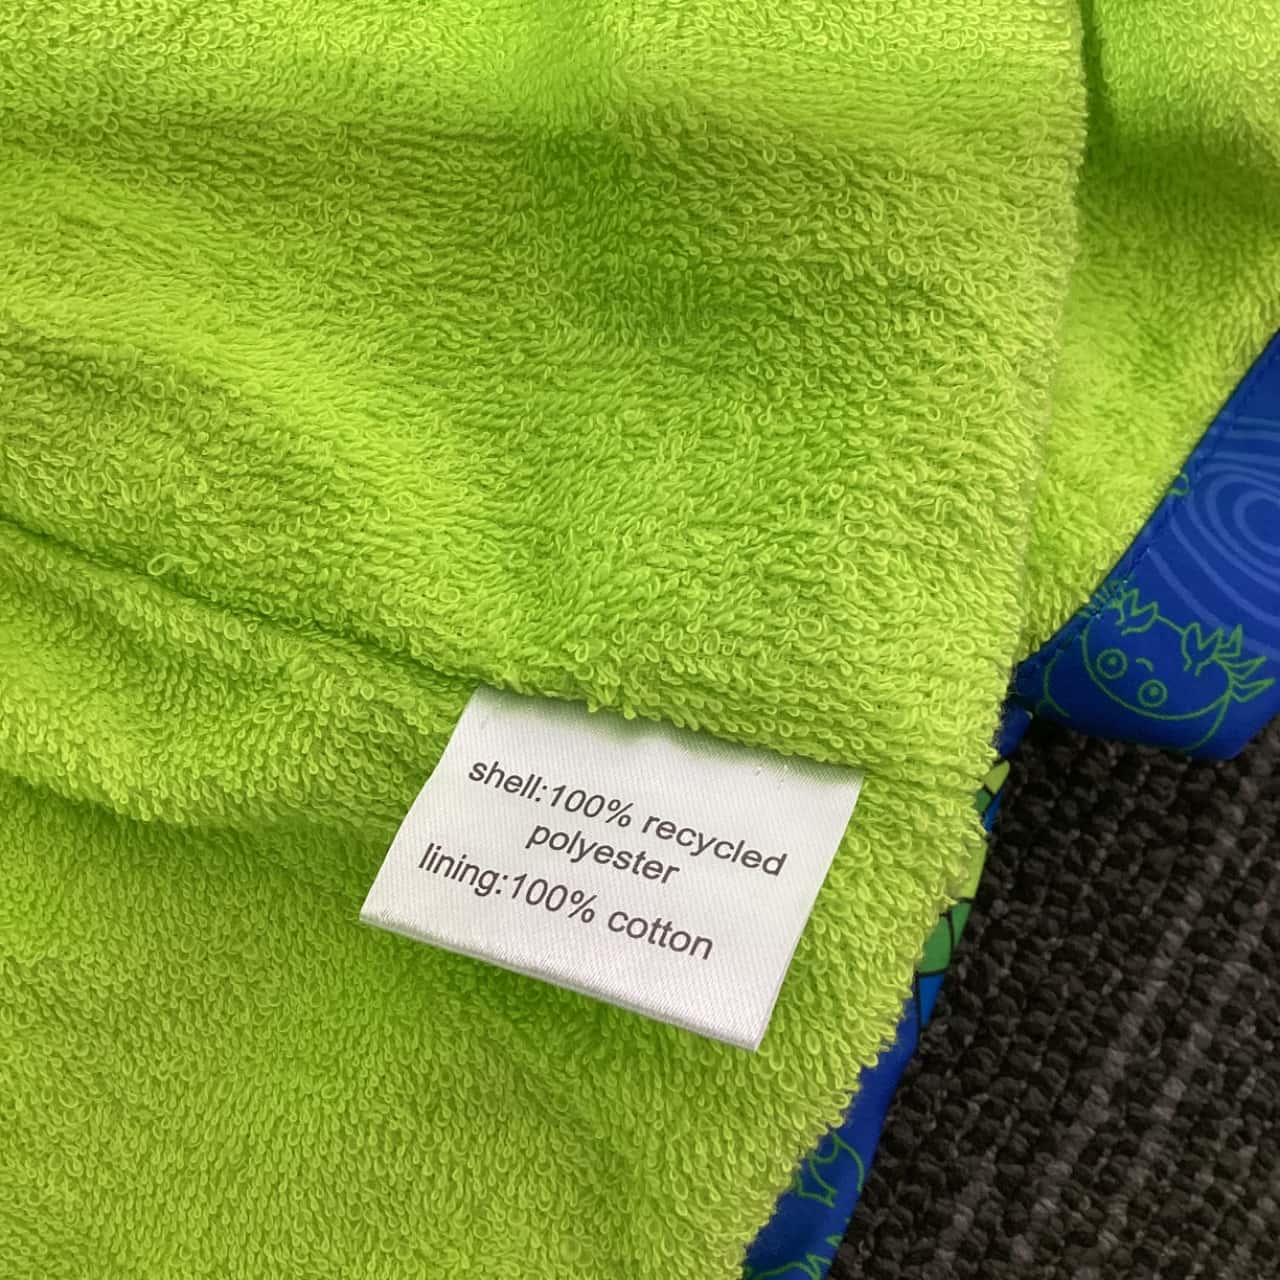 shell:100% recycled
polyester
lining:100% cotton